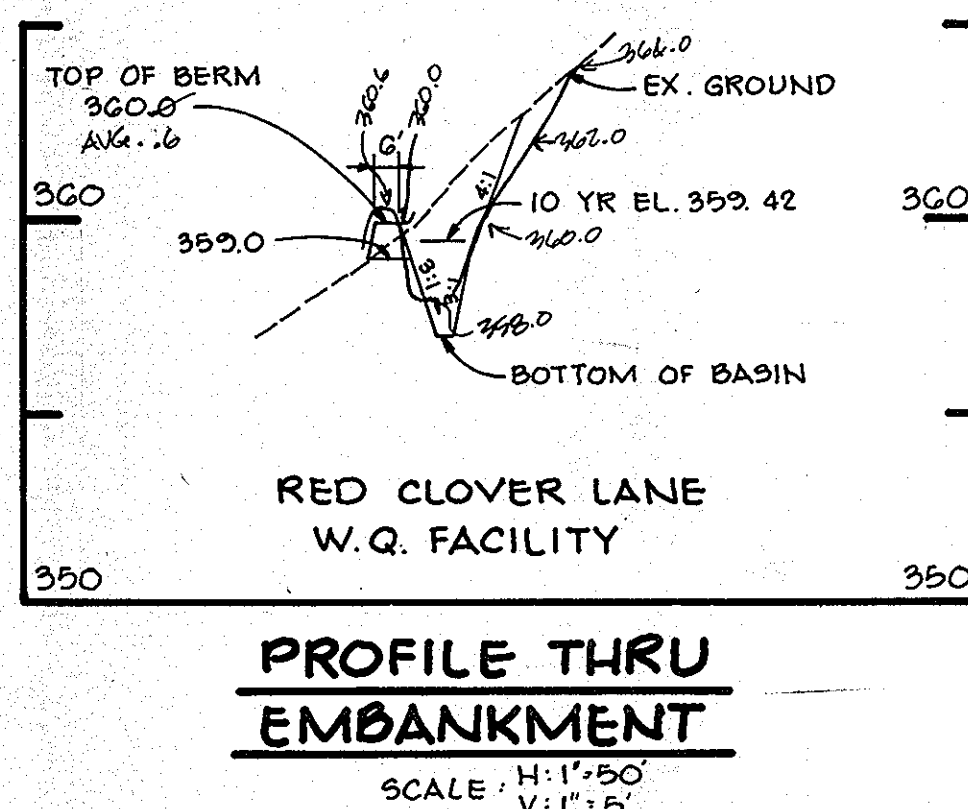 TOP OF BERM
360.0
AVG. .6
360.6
6'
360.0
366.0
EX. GROUND
362.0
4:1
10 YR EL. 359.42
360.0
360
360
359.0
3:1
3:1
358.0
BOTTOM OF BASIN
RED CLOVER LANE
W.Q. FACILITY
350
350
PROFILE THRU
EMBANKMENT
SCALE: H: 1"=50'
V: 1"=5'